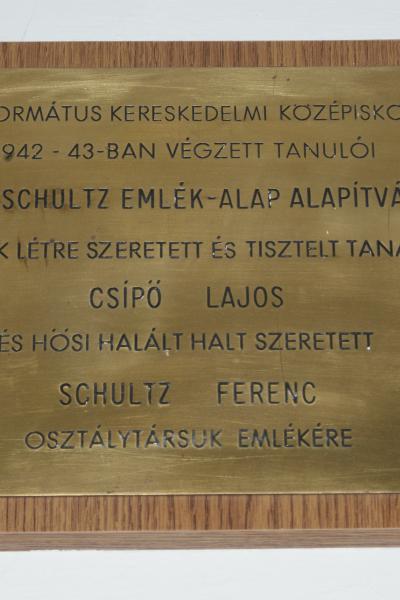 ORMÁTUS KERESKEDELMI KÖZÉPISKO
942 - 43-BAN VÉGZETT TANULÓI
SCHULTZ EMLÉK-ALAP ALAPÍTVÁ
K LÉTRE SZERETETT ÉS TISZTELT TANÁ
CSÍPŐ LAJOS
ÉS HŐSI HALÁLT HALT SZERETETT
SCHULTZ FERENC
OSZTÁLYTÁRSUK EMLÉKÉRE